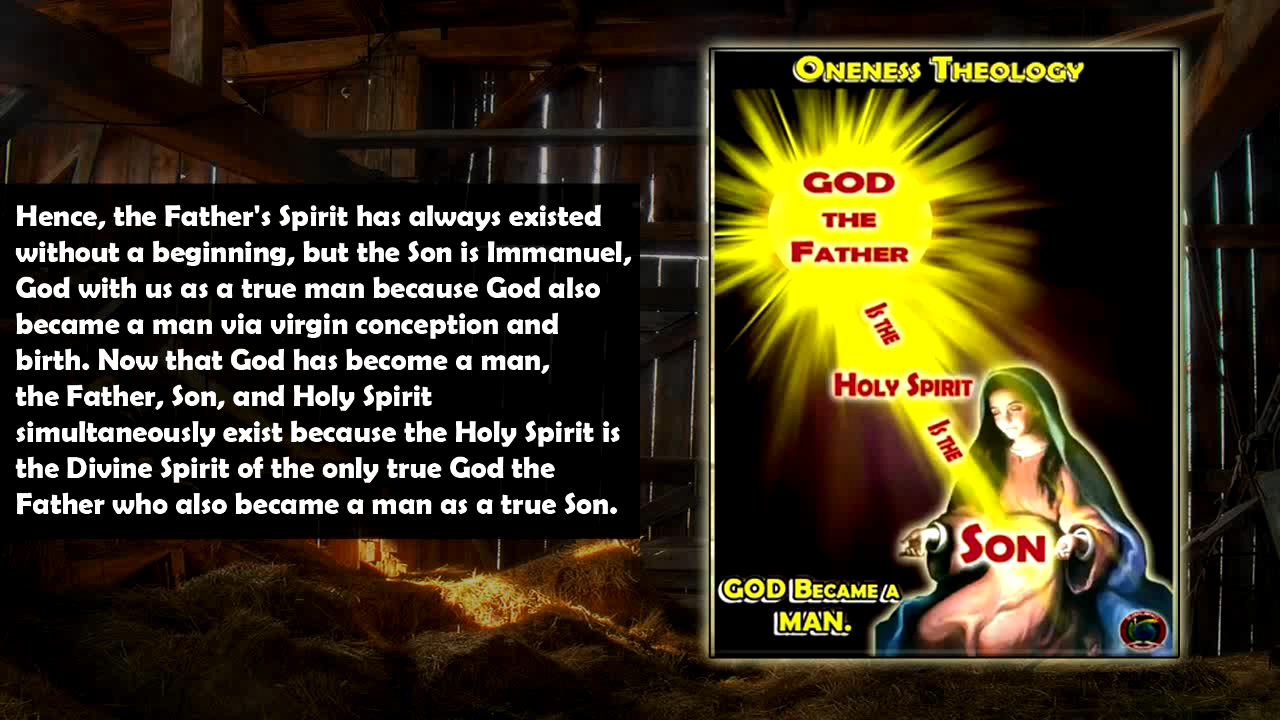 Hence, the Father's Spirit has always existed
without a beginning, but the Son is Immanuel,
God with us as a true man because God also
became a man via virgin conception and
birth. Now that God has become a man,
the Father, Son, and Holy Spirit
simultaneously exist because the Holy Spirit is
the Divine Spirit of the only true God the
Father who also became a man as a true Son.
ONENESS THEOLOGY
GOD
THE
FATHER
IS THE
HOLY SPIRIT
IS THE
SON
GOD BECAME A
MAN.